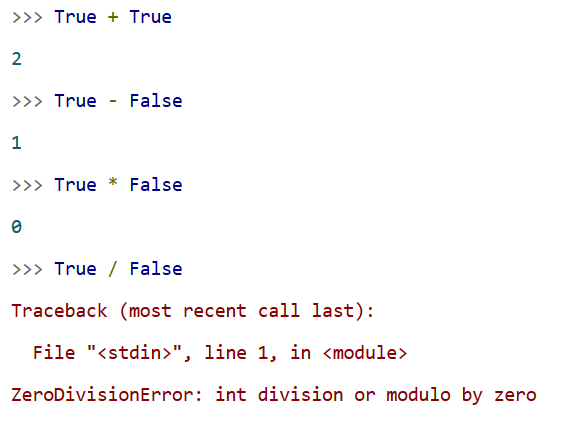 >>> True + True
2
>>> True - False
1
>>> True * False
0
>>> True / False
Traceback (most recent call last):
  File "<stdin>", line 1, in <module>
ZeroDivisionError: int division or modulo by zero